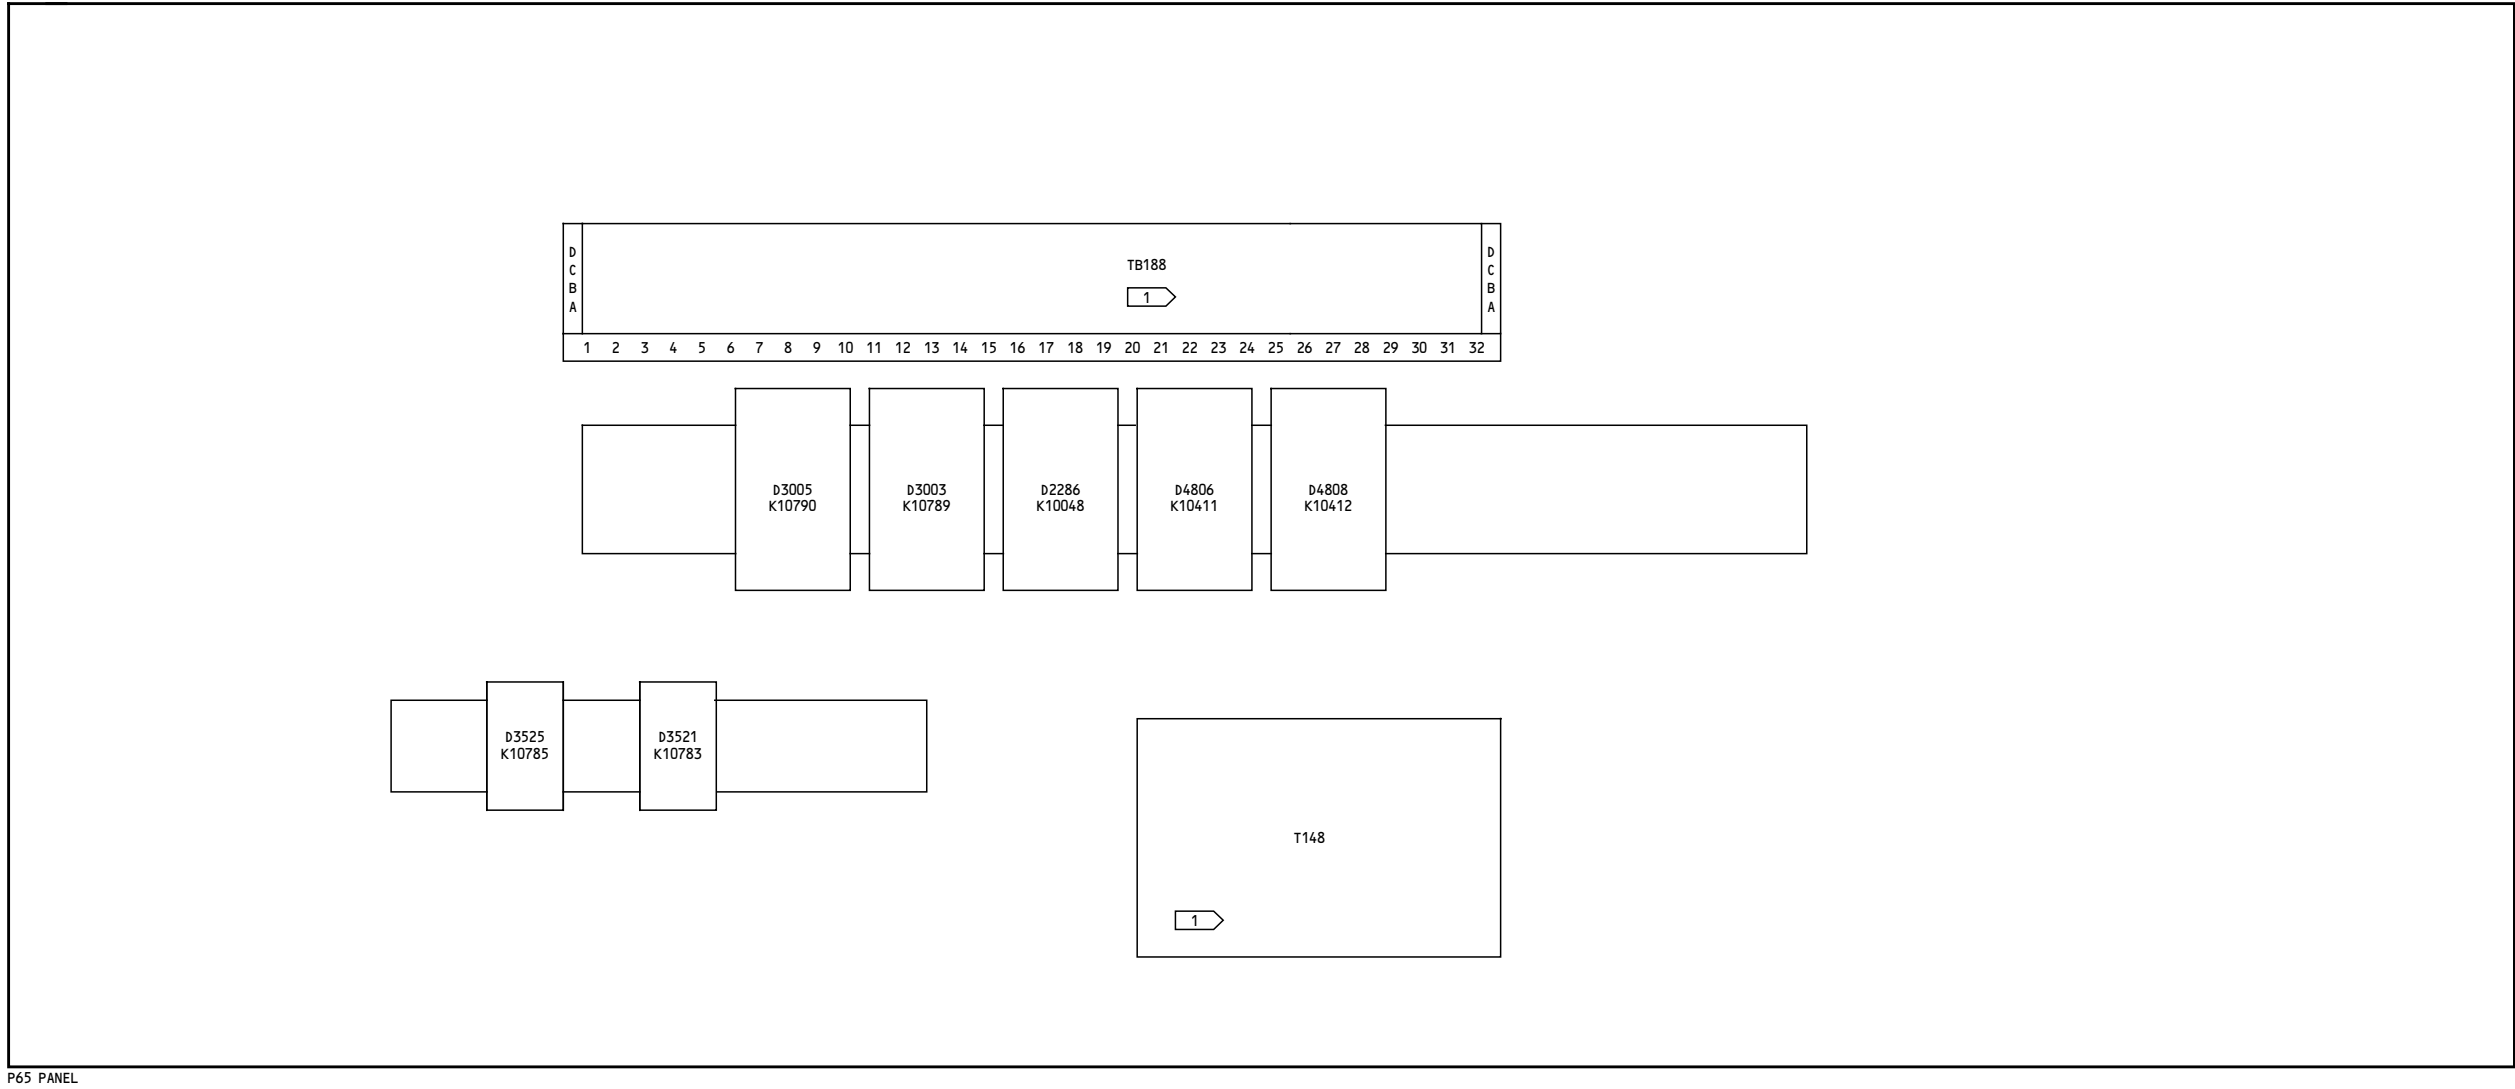 TB188
1
D
C
B
A
D
C
B
A
1 2 3 4 5 6 7 8 9 10 11 12 13 14 15 16 17 18 19 20 21 22 23 24 25 26 27 28 29 30 31 32
D3005
K10790
D3003
K10789
D2286
K10048
D4806
K10411
D4808
K10412
D3525
K10785
D3521
K10783
T148
1
P65 PANEL